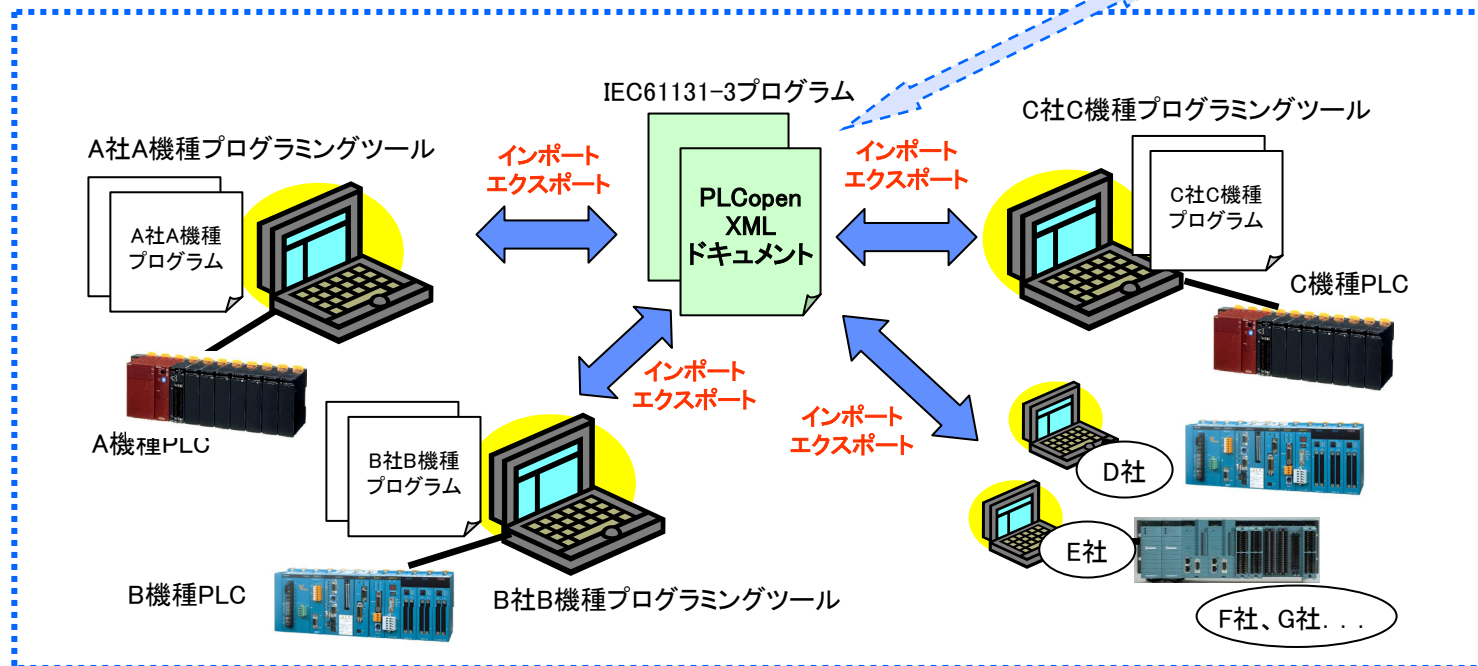 IEC61131-3プログラム
A社A機種プログラミングツール
C社C機種プログラミングツール
インポート
エクスポート
インポート
エクスポート
PLCopen
XML
ドキュメント
A社A機種
プログラム
C社C機種
プログラム
C機種PLC
インポート
エクスポート
インポート
エクスポート
A機種PLC
B社B機種
プログラム
D社
E社
B機種PLC
B社B機種プログラミングツール
F社、G社．．．